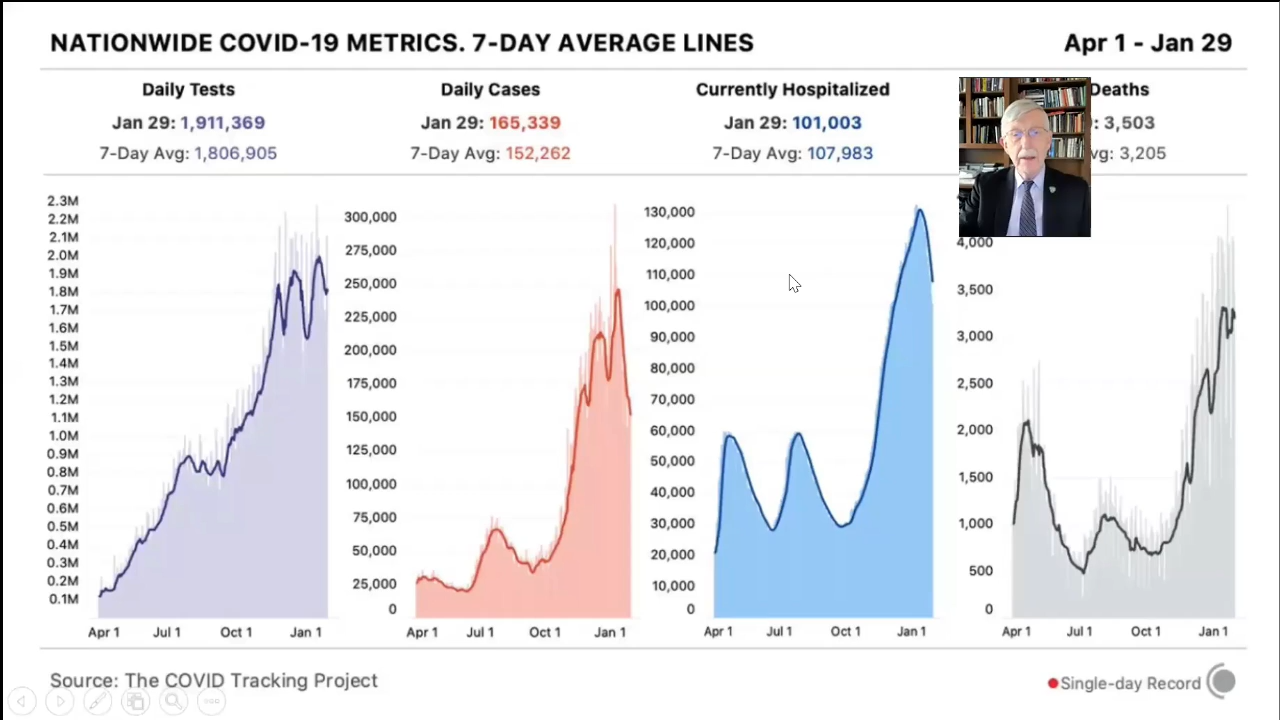 NATIONWIDE COVID-19 METRICS. 7-DAY AVERAGE LINES
Apr 1 - Jan 29
Daily Tests
Jan 29: 1,911,369
7-Day Avg: 1,806,905
Daily Cases
Jan 29: 165,339
7-Day Avg: 152,262
Currently Hospitalized
Jan 29: 101,003
7-Day Avg: 107,983
Deaths
: 3,503
vg: 3,205
2.3M
2.2M
2.1M
2.0M
1.9M
1.8M
1.7M
1.6M
1.5M
1.4M
1.3M
1.2M
1.1M
1.0M
0.9M
0.8M
0.7M
0.6M
0.5M
0.4M
0.3M
0.2M
0.1M
Apr 1 Jul 1 Oct 1 Jan 1
300,000
275,000
250,000
225,000
200,000
175,000
150,000
125,000
100,000
75,000
50,000
25,000
0
Apr 1 Jul 1 Oct 1 Jan 1
130,000
120,000
110,000
100,000
90,000
80,000
70,000
60,000
50,000
40,000
30,000
20,000
10,000
0
Apr 1 Jul 1 Oct 1 Jan 1
4,000
3,500
3,000
2,500
2,000
1,500
1,000
500
0
Apr 1 Jul 1 Oct 1 Jan 1
Source: The COVID Tracking Project
Single-day Record